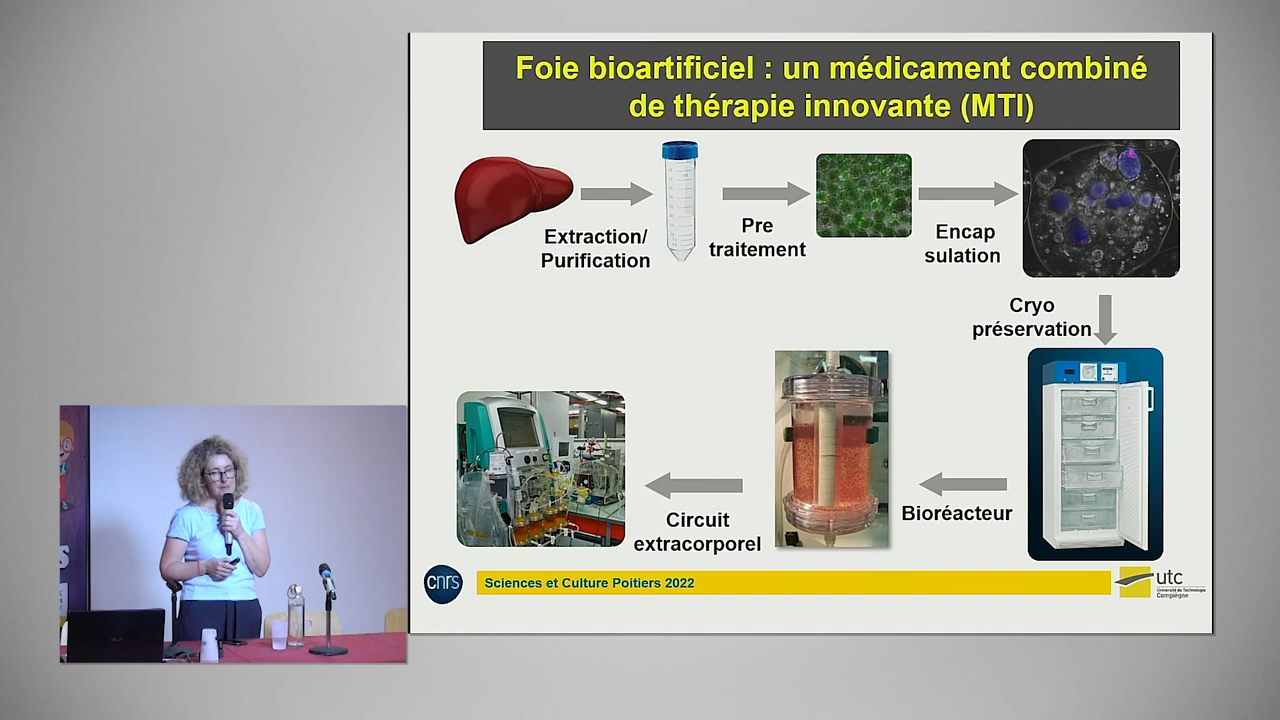 Foie bioartificiel : un médicament combiné
de thérapie innovante (MTI)
Extraction/
Purification
Pre
traitement
Encap
sulation
Cryo
préservation
Bioréacteur
Circuit
extracorporel
cnrs
Sciences et Culture Poitiers 2022
utc
Université de Technologie
Compiègne